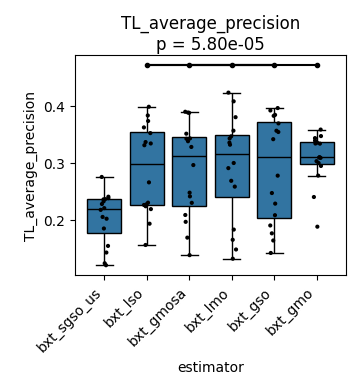 TL_average_precision
p = 5.80e-05
TL_average_precision
0.4
0.3
0.2
bxt_sgso_us
bxt_lso
bxt_gmosa
bxt_lmo
bxt_gso
bxt_gmo
estimator